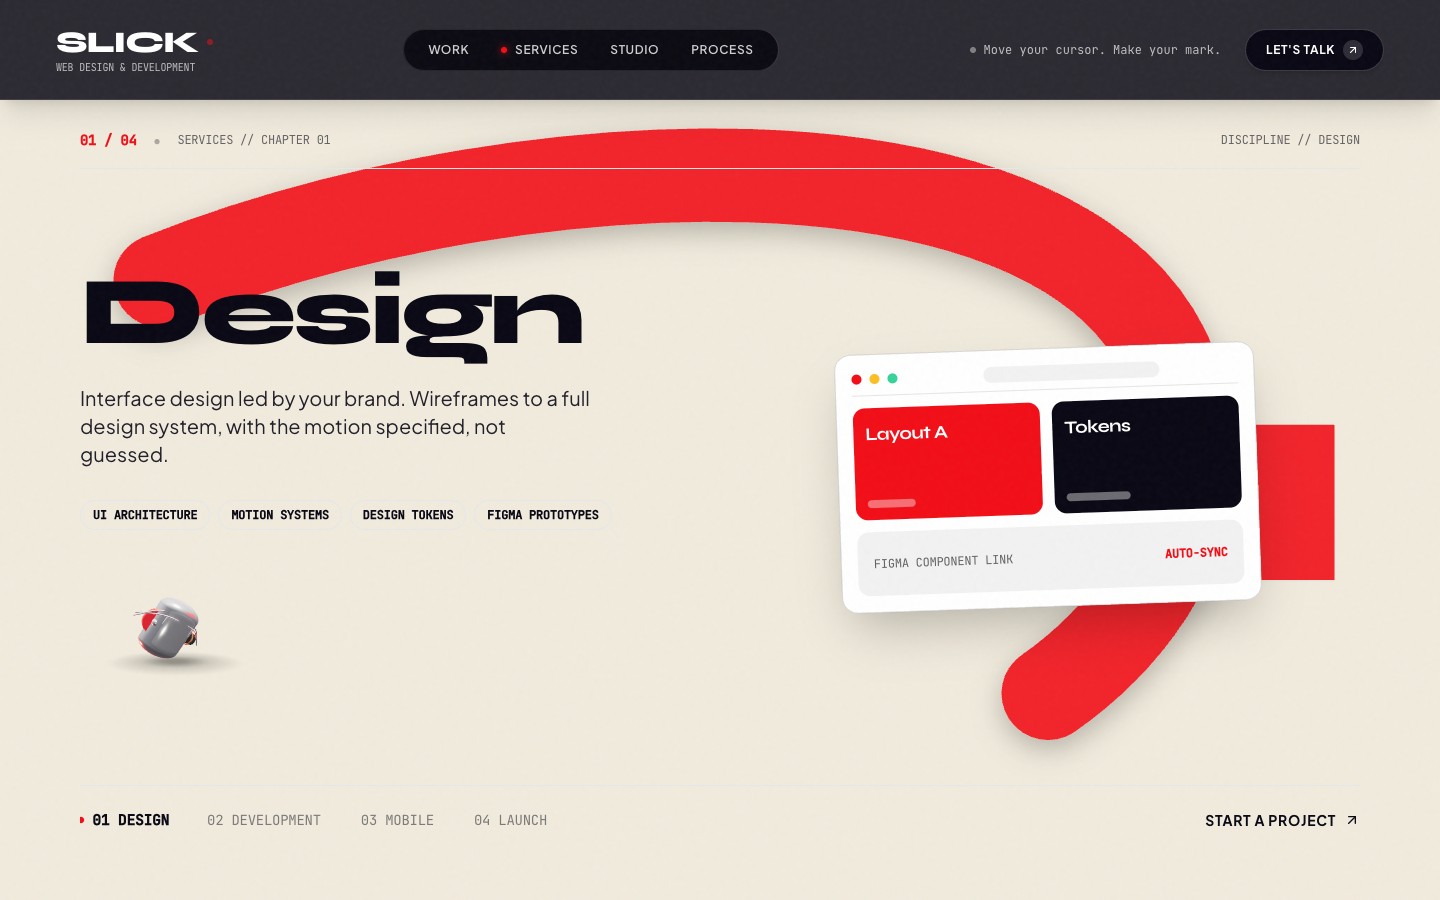 SLICK
WEB DESIGN & DEVELOPMENT
WORK
SERVICES
STUDIO
PROCESS
Move your cursor. Make your mark.
LET'S TALK
01 / 04
SERVICES // CHAPTER 01
DISCIPLINE // DESIGN
Design
Interface design led by your brand. Wireframes to a full
design system, with the motion specified, not
guessed.
UI ARCHITECTURE
MOTION SYSTEMS
DESIGN TOKENS
FIGMA PROTOTYPES
Layout A
Tokens
FIGMA COMPONENT LINK
AUTO-SYNC
01 DESIGN
02 DEVELOPMENT
03 MOBILE
04 LAUNCH
START A PROJECT